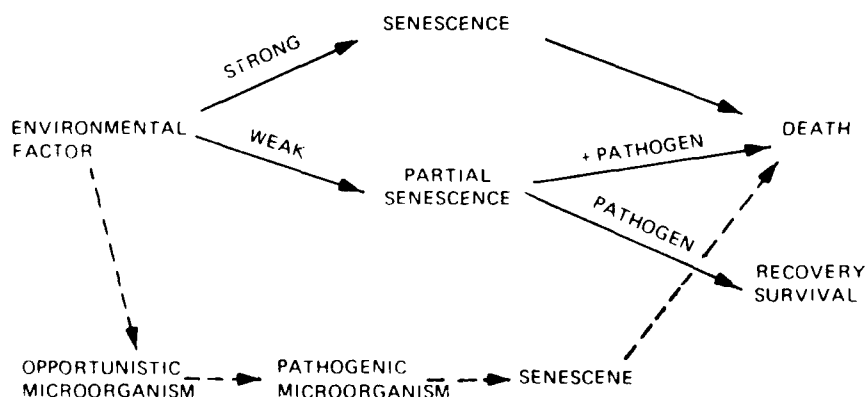 SENESCENCE
STRONG
ENVIRONMENTAL
FACTOR
WEAK
DEATH
+ PATHOGEN
PARTIAL
SENESCENCE
PATHOGEN
RECOVERY
SURVIVAL
OPPORTUNISTIC
MICROORGANISM
PATHOGENIC
MICROORGANISM
SENESCENE